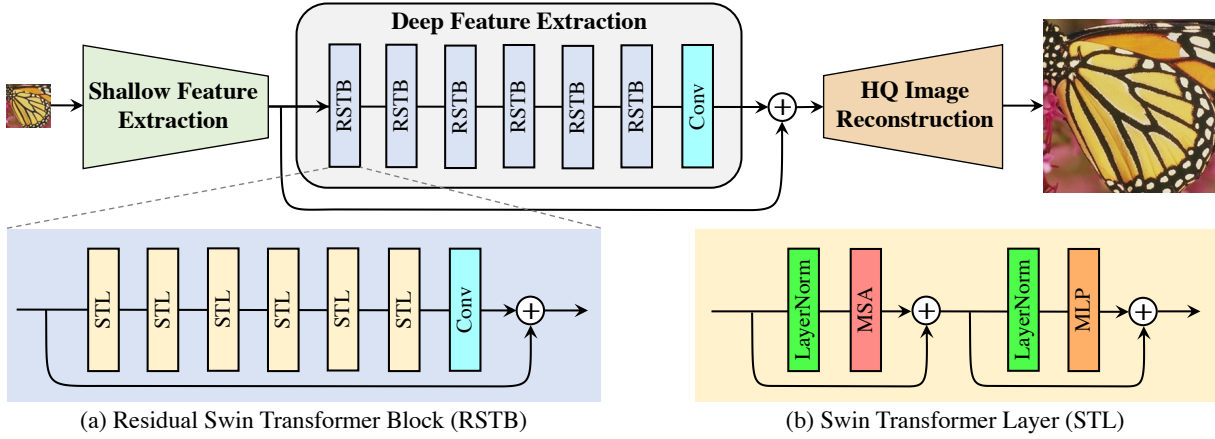 Deep Feature Extraction
Shallow Feature
Extraction
RSTB
RSTB
RSTB
RSTB
RSTB
RSTB
Conv
+
HQ Image
Reconstruction
STL
STL
STL
STL
STL
STL
Conv
+
(a) Residual Swin Transformer Block (RSTB)
LayerNorm
MSA
+
LayerNorm
MLP
+
(b) Swin Transformer Layer (STL)